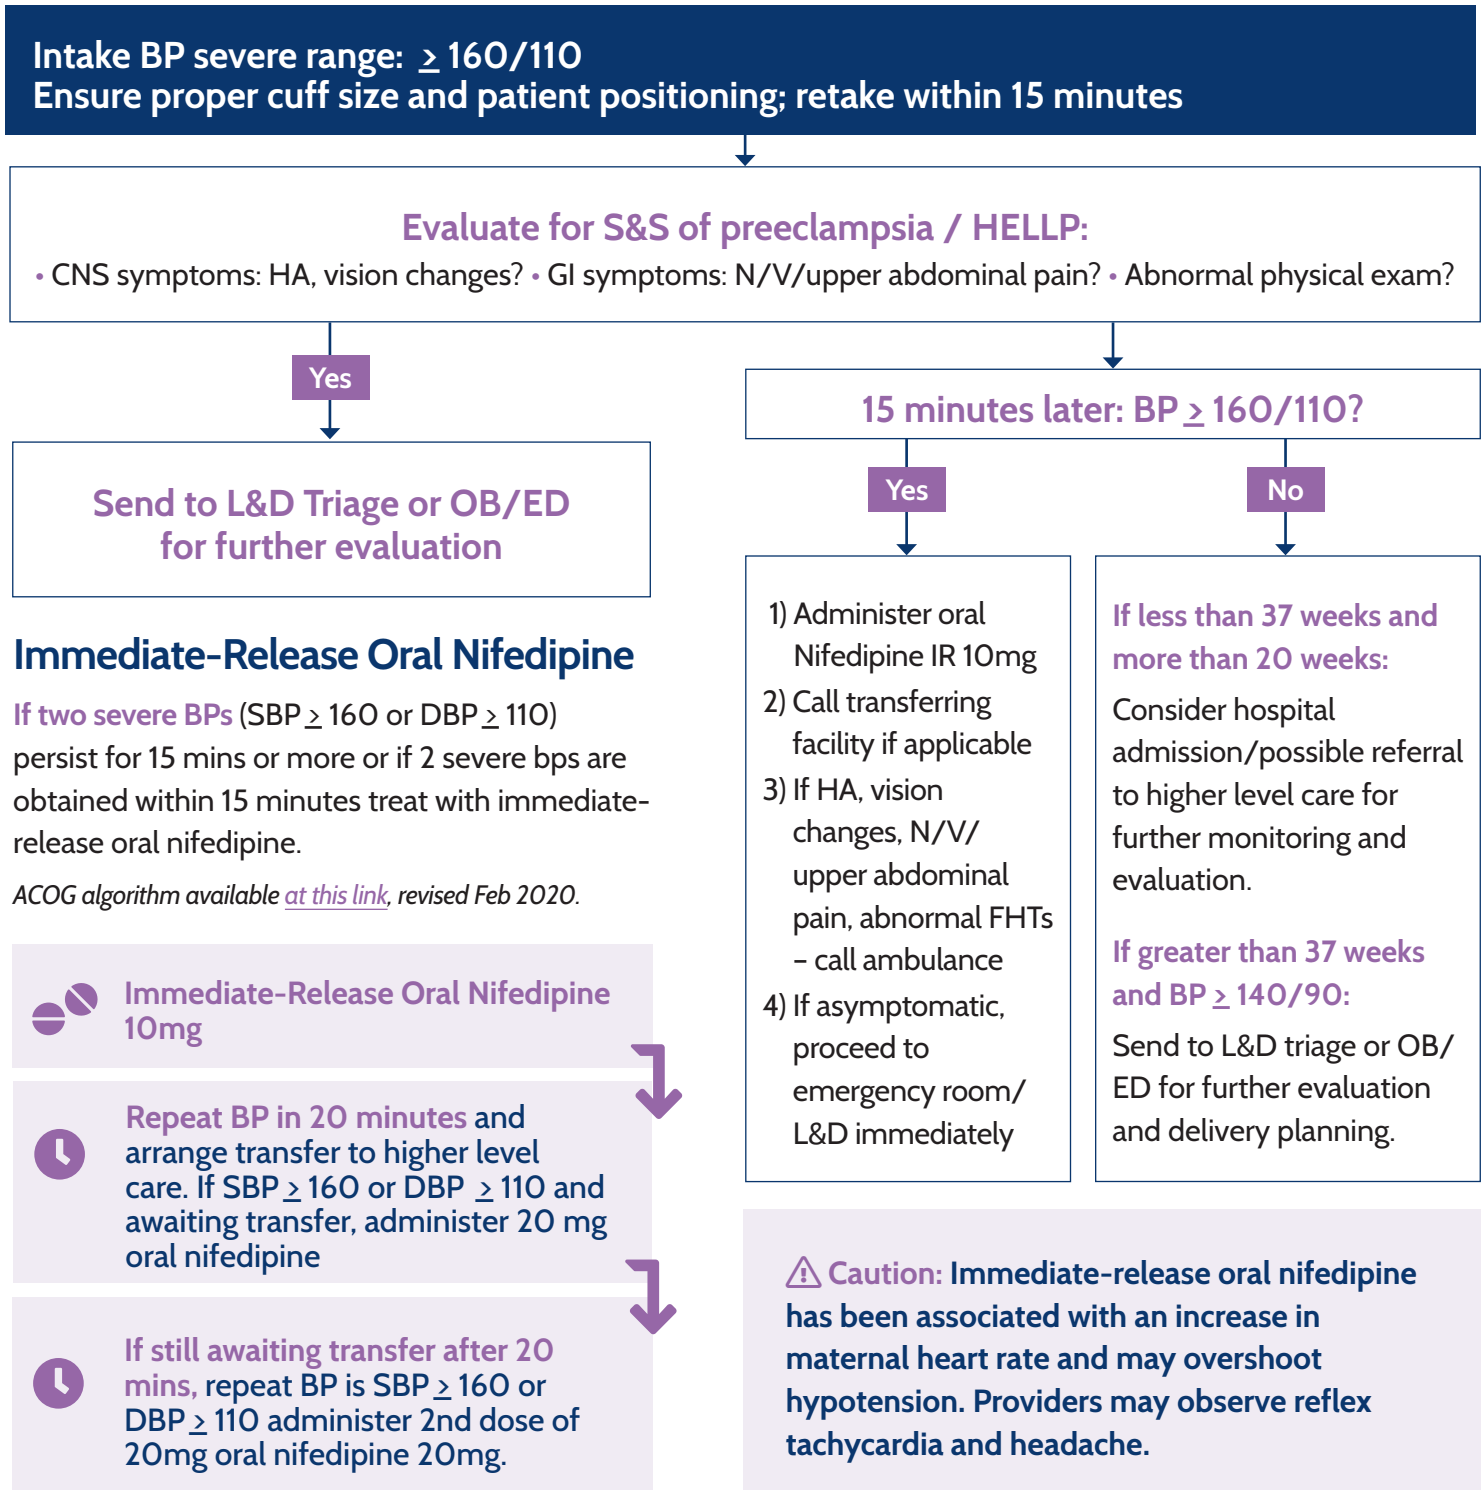 Intake BP severe range: ≥ 160/110
Ensure proper cuff size and patient positioning; retake within 15 minutes
Evaluate for S&S of preeclampsia / HELLP:
• CNS symptoms: HA, vision changes? • GI symptoms: N/V/upper abdominal pain? • Abnormal physical exam?
Yes
Send to L&D Triage or OB/ED
for further evaluation
15 minutes later: BP ≥ 160/110?
Yes
1) Administer oral
Nifedipine IR 10mg
2) Call transferring
facility if applicable
3) If HA, vision
changes, N/V/
upper abdominal
pain, abnormal FHTs
– call ambulance
4) If asymptomatic,
proceed to
emergency room/
L&D immediately
No
If less than 37 weeks and
more than 20 weeks:
Consider hospital
admission/possible referral
to higher level care for
further monitoring and
evaluation.
If greater than 37 weeks
and BP ≥ 140/90:
Send to L&D triage or OB/
ED for further evaluation
and delivery planning.
Immediate-Release Oral Nifedipine
If two severe BPs (SBP ≥ 160 or DBP ≥ 110)
persist for 15 mins or more or if 2 severe bps are
obtained within 15 minutes treat with immediate-
release oral nifedipine.
ACOG algorithm available at this link, revised Feb 2020.
Immediate-Release Oral Nifedipine
10mg
Repeat BP in 20 minutes and
arrange transfer to higher level
care. If SBP ≥ 160 or DBP ≥ 110 and
awaiting transfer, administer 20 mg
oral nifedipine
If still awaiting transfer after 20
mins, repeat BP is SBP ≥ 160 or
DBP ≥ 110 administer 2nd dose of
20mg oral nifedipine 20mg.
Caution: Immediate-release oral nifedipine
has been associated with an increase in
maternal heart rate and may overshoot
hypotension. Providers may observe reflex
tachycardia and headache.